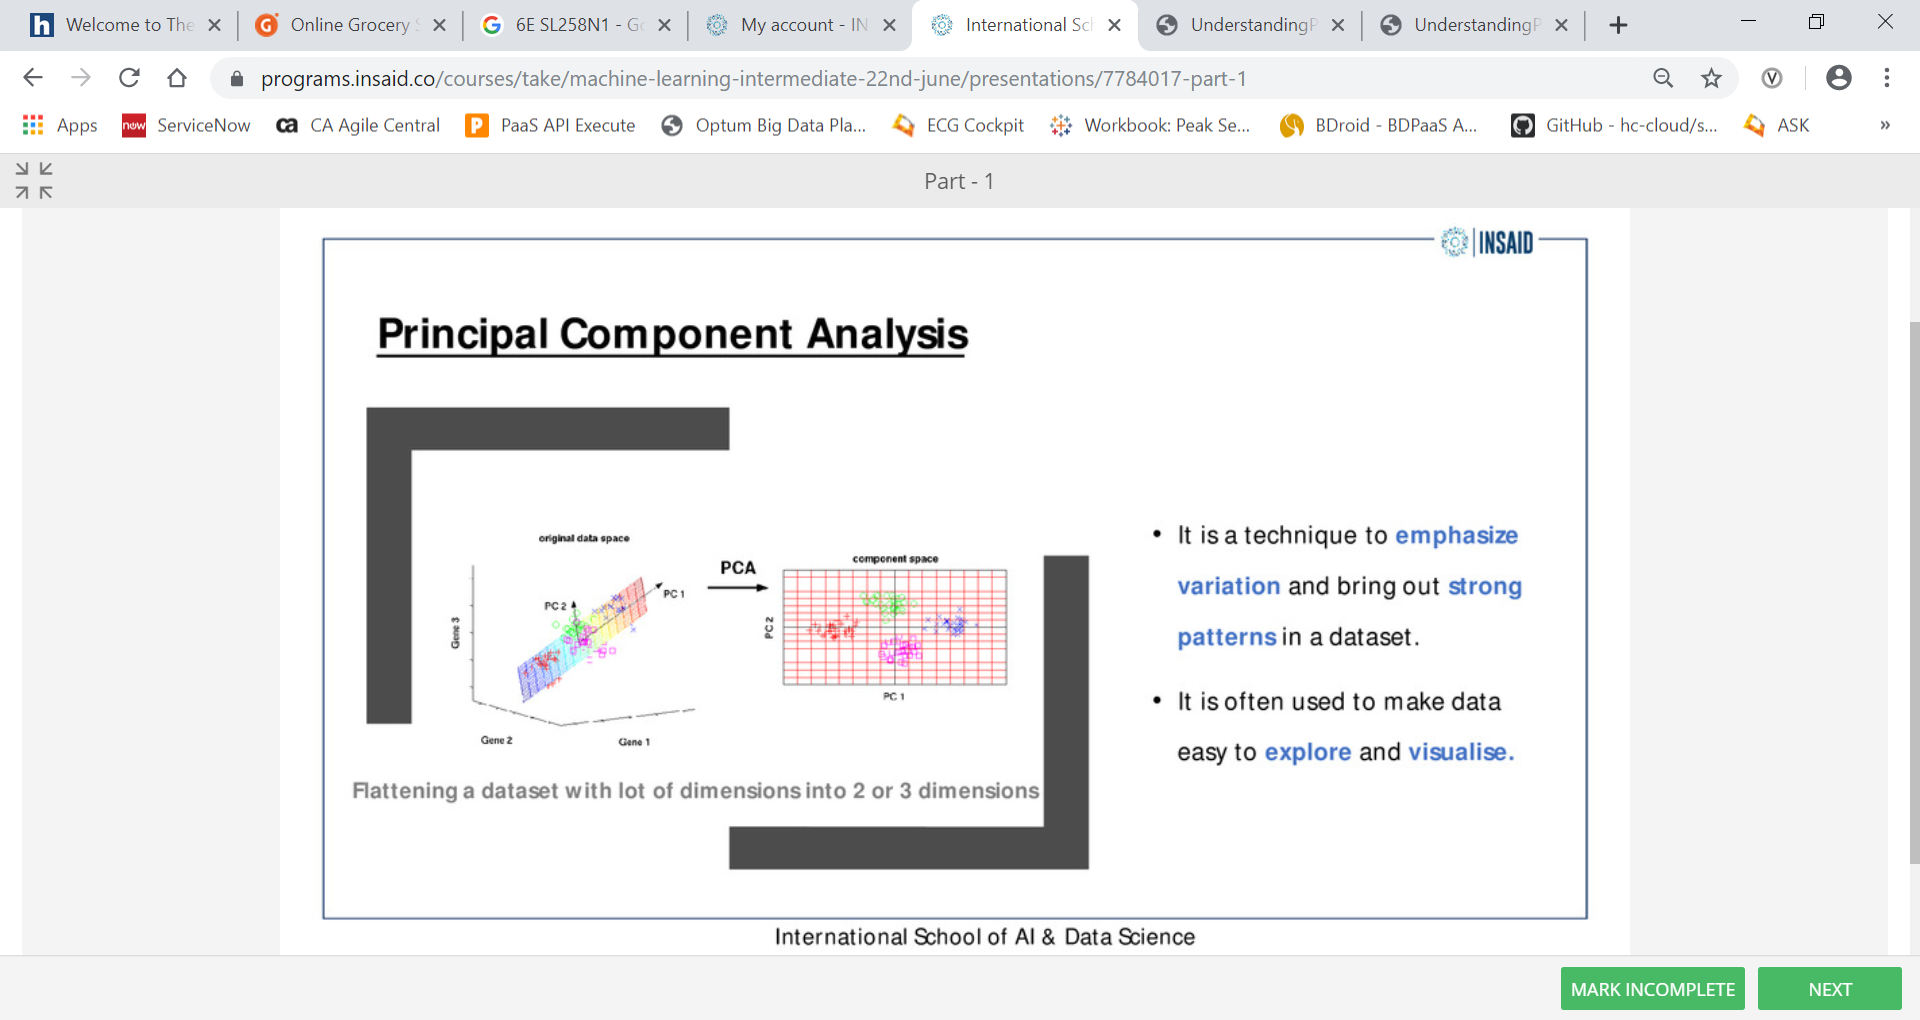 Welcome to The
Online Grocery S
6E SL258N1 - Go
My account - IN
International Sch
UnderstandingP
UnderstandingP
programs.insaid.co/courses/take/machine-learning-intermediate-22nd-june/presentations/7784017-part-1
Apps
now ServiceNow
ca CA Agile Central
P PaaS API Execute
Optum Big Data Pla...
ECG Cockpit
Workbook: Peak Se...
BDroid - BDPaaS A...
GitHub - hc-cloud/s...
ASK
»
Part - 1
INSAID
Principal Component Analysis
original data space
PC 1
PC 2
Gene 3
Gene 2
Gene 1
PCA
component space
PC 2
PC 1
Flattening a dataset with lot of dimensions into 2 or 3 dimensions
• It is a technique to emphasize
variation and bring out strong
patterns in a dataset.
• It is often used to make data
easy to explore and visualise.
International School of AI & Data Science
MARK INCOMPLETE
NEXT